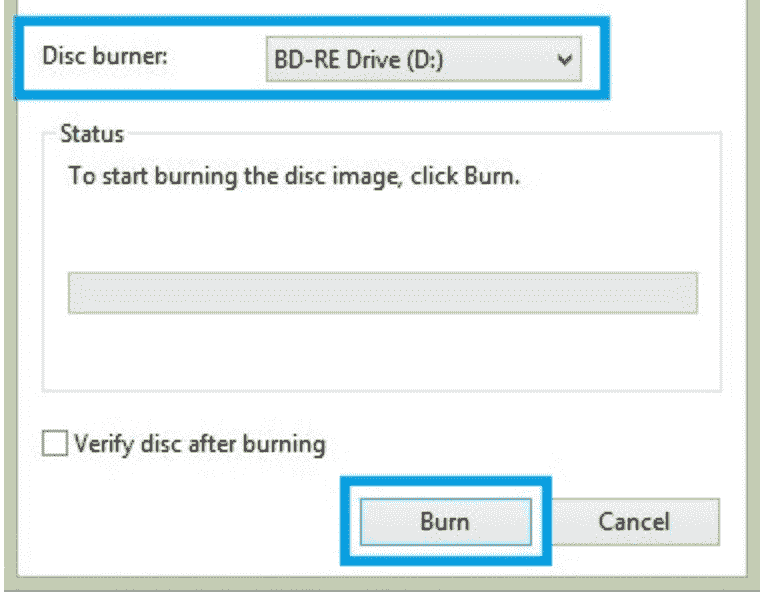 Disc burner:
BD-RE Drive (D:)
Status
To start burning the disc image, click Burn.
Verify disc after burning
Burn
Cancel